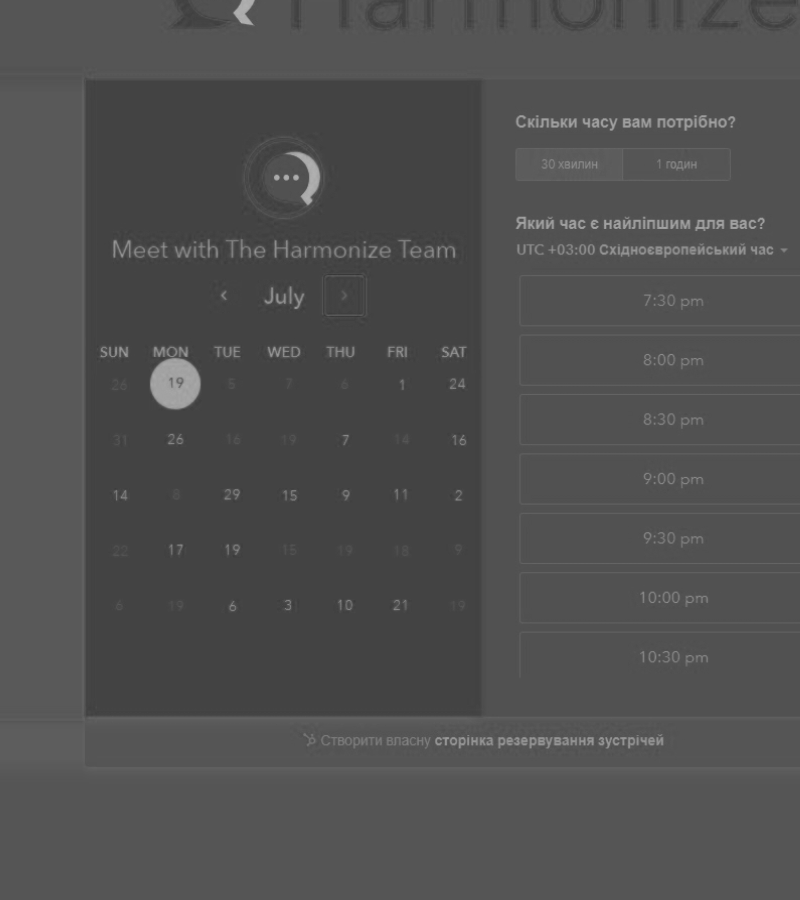 Harmonize
Meet with The Harmonize Team
July
SUN MON TUE WED THU FRI SAT
26 19 5 7 6 1 24
31 26 16 19 7 14 16
14 8 29 15 9 11 2
22 17 19 15 19 18 9
6 19 6 3 10 21 19
Скільки часу вам потрібно?
30 хвилин 1 годин
Який час є найліпшим для вас?
UTC +03:00 Східноєвропейський час
7:30 pm
8:00 pm
8:30 pm
9:00 pm
9:30 pm
10:00 pm
10:30 pm
Створити власну сторінка резервування зустрічей